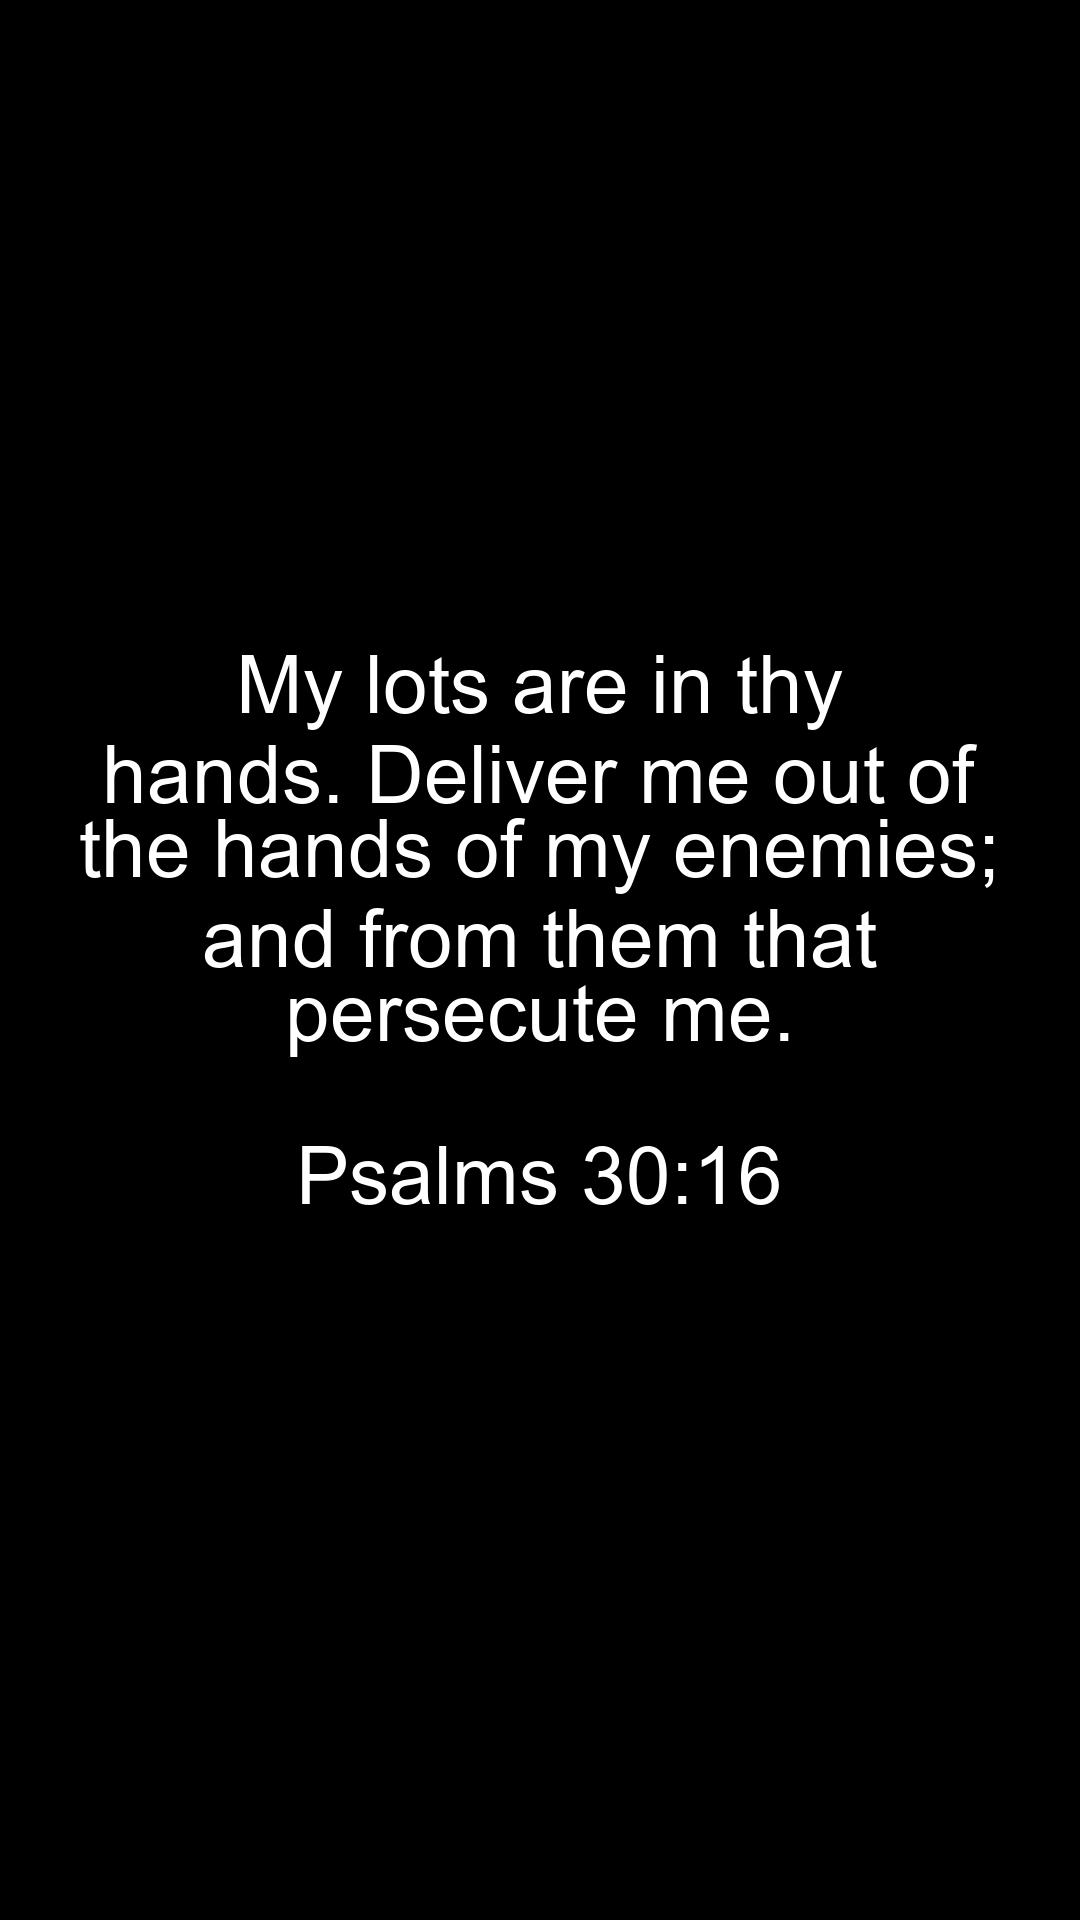 My lots are in thy
hands. Deliver me out of
the hands of my enemies;
and from them that
persecute me.
Psalms 30:16